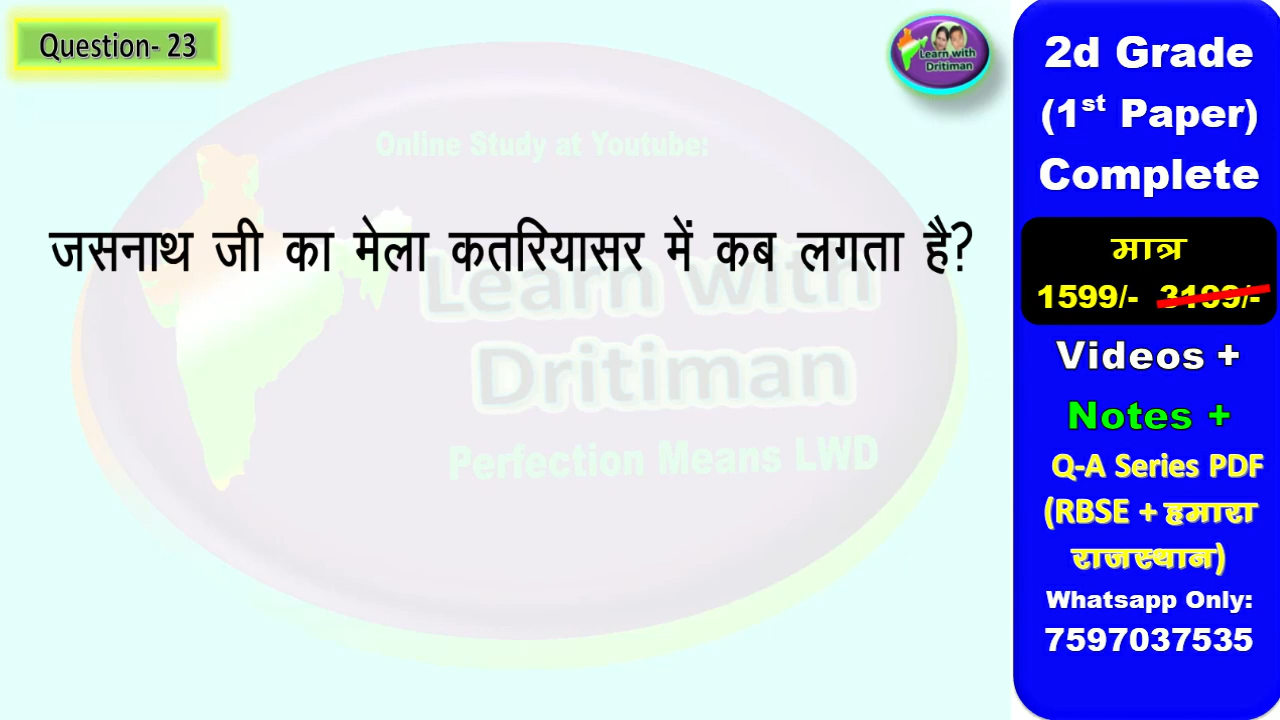 Question- 23
Learn with
Dritiman
Online Study at Youtube:
जसनाथ जी का मेला कतरियासर में कब लगता है?
Learn with
Dritiman
Perfection Means LWD
2d Grade
(1st Paper)
Complete
मात्र
1599/- 3199/-
Videos +
Notes +
Q-A Series PDF
(RBSE + हमारा
राजस्थान)
Whatsapp Only:
7597037535